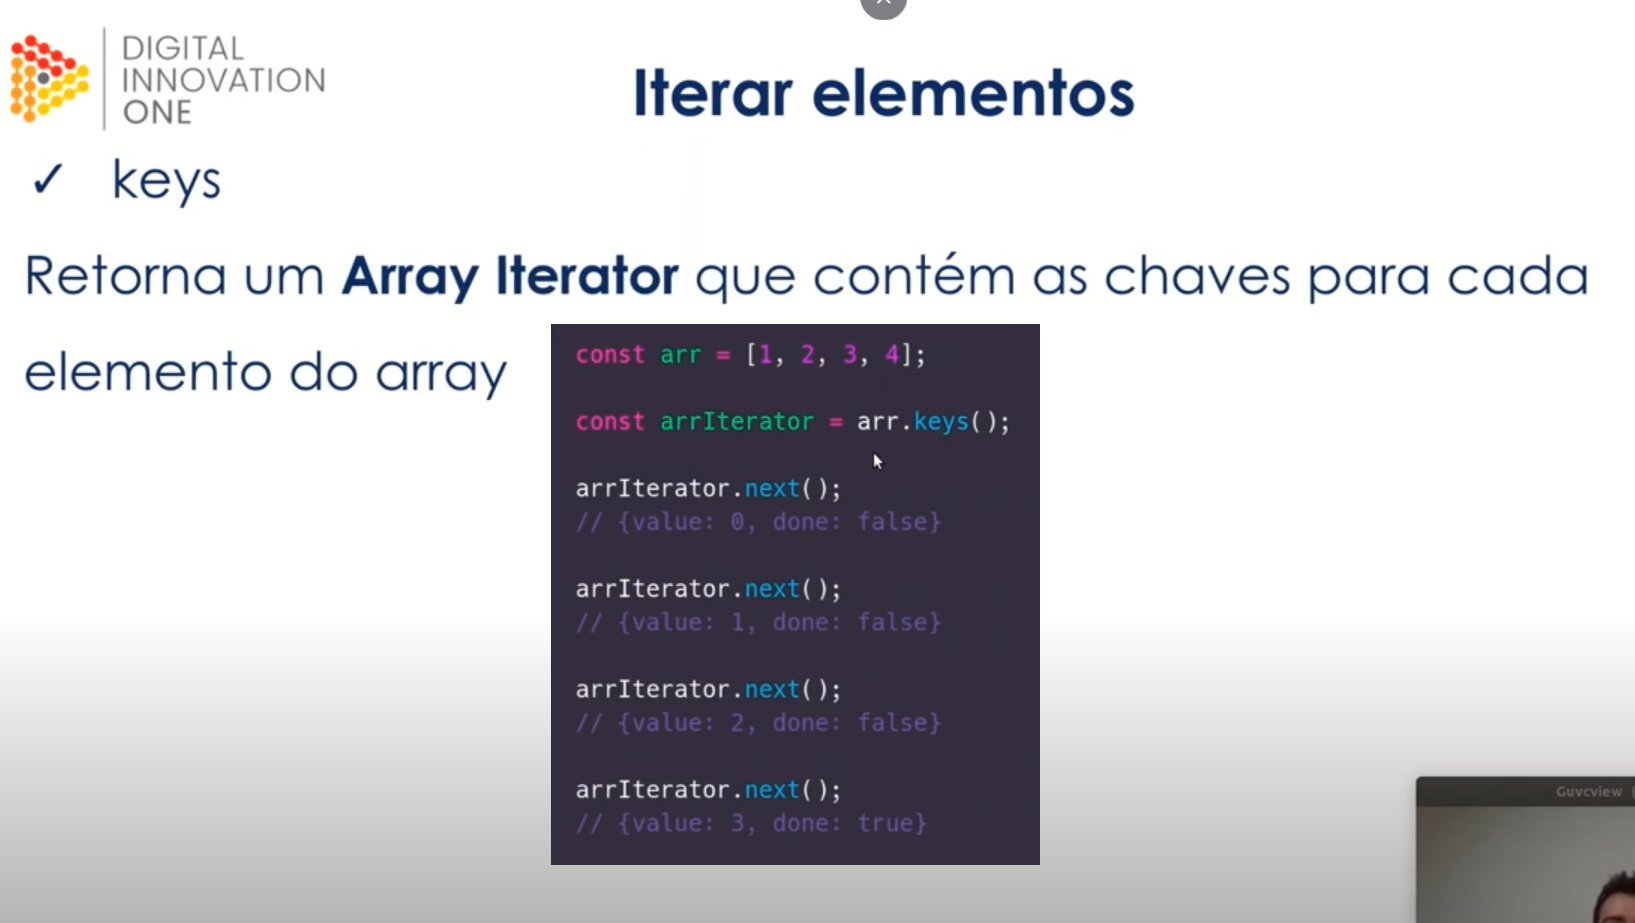 DIGITAL
INNOVATION
ONE
Iterar elementos
✓ keys
Retorna um Array Iterator que contém as chaves para cada
elemento do array
const arr = [1, 2, 3, 4];
const arrIterator = arr.keys();
arrIterator.next();
// {value: 0, done: false}
arrIterator.next();
// {value: 1, done: false}
arrIterator.next();
// {value: 2, done: false}
arrIterator.next();
// {value: 3, done: true}
Guvcview